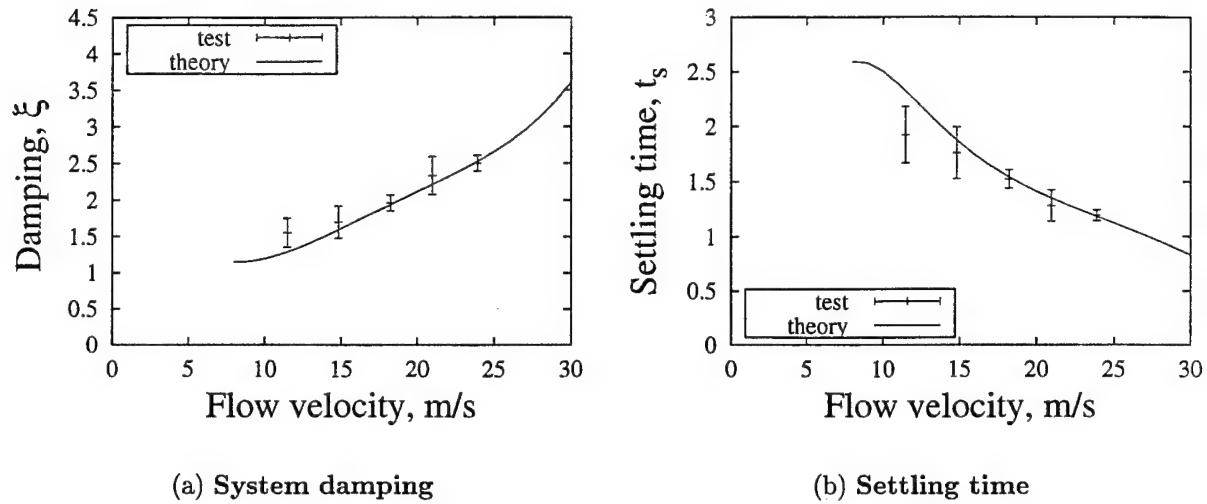 4.5
4
3.5
3
2.5
2
1.5
1
0.5
0
Damping, ξ
test
theory
0 5 10 15 20 25 30
Flow velocity, m/s
(a) System damping
3
2.5
2
1.5
1
0.5
0
Settling time, t_s
test
theory
0 5 10 15 20 25 30
Flow velocity, m/s
(b) Settling time